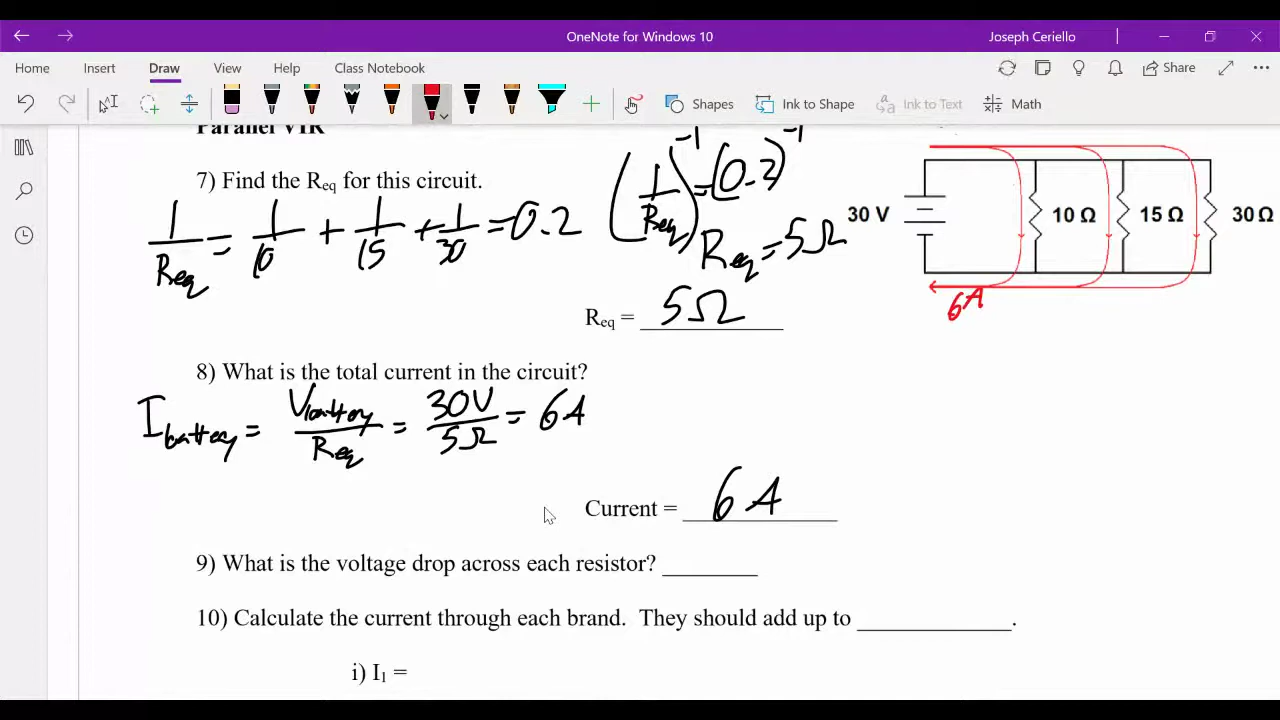 OneNote for Windows 10
Joseph Ceriello
Home Insert Draw View Help Class Notebook
Share
Shapes Ink to Shape Ink to Text Math
Parallel VIR
7) Find the Req for this circuit.
1/Req = 1/10 + 1/15 + 1/30 = 0.2
(1/Req)^-1 = (0.2)^-1
Req = 5Ω
Req = 5Ω
30 V 10 Ω 15 Ω 30 Ω
6A
8) What is the total current in the circuit?
Ibattery = Vbattery/Req = 30V/5Ω = 6A
Current = 6A
9) What is the voltage drop across each resistor? ________
10) Calculate the current through each brand. They should add up to _____________.
i) I1 =